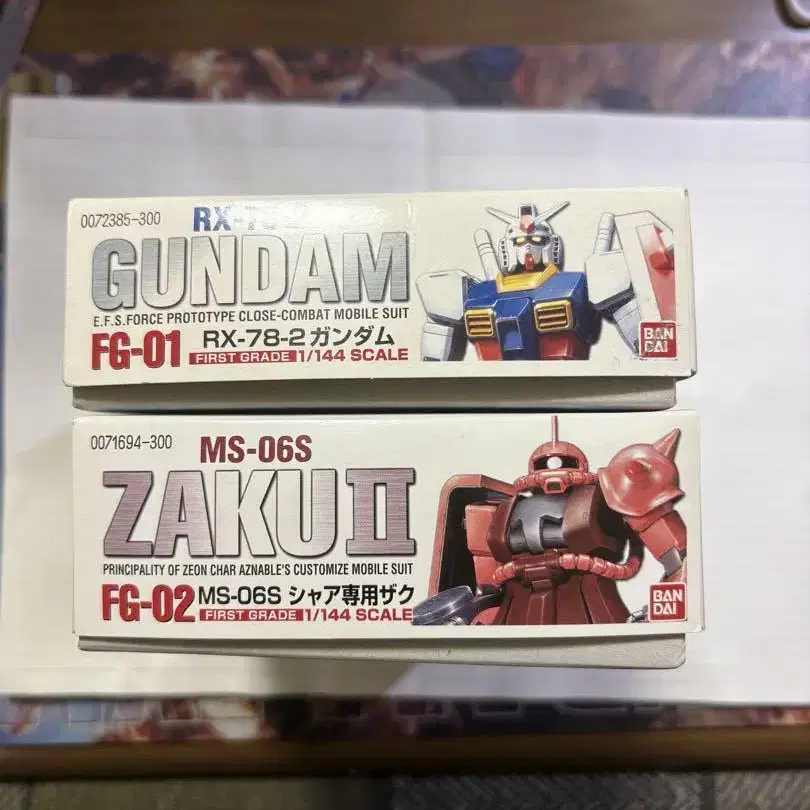 0072385-300
GUNDAM
E.F.S.FORCE PROTOTYPE CLOSE-COMBAT MOBILE SUIT
FG-01 RX-78-2 ガンダム
FIRST GRADE 1/144 SCALE
BAN
DAI
0071694-300 MS-06S
ZAKU II
PRINCIPALITY OF ZEON CHAR AZNABLE'S CUSTOMIZE MOBILE SUIT
FG-02 MS-06S シャア専用ザク
FIRST GRADE 1/144 SCALE
BAN
DAI